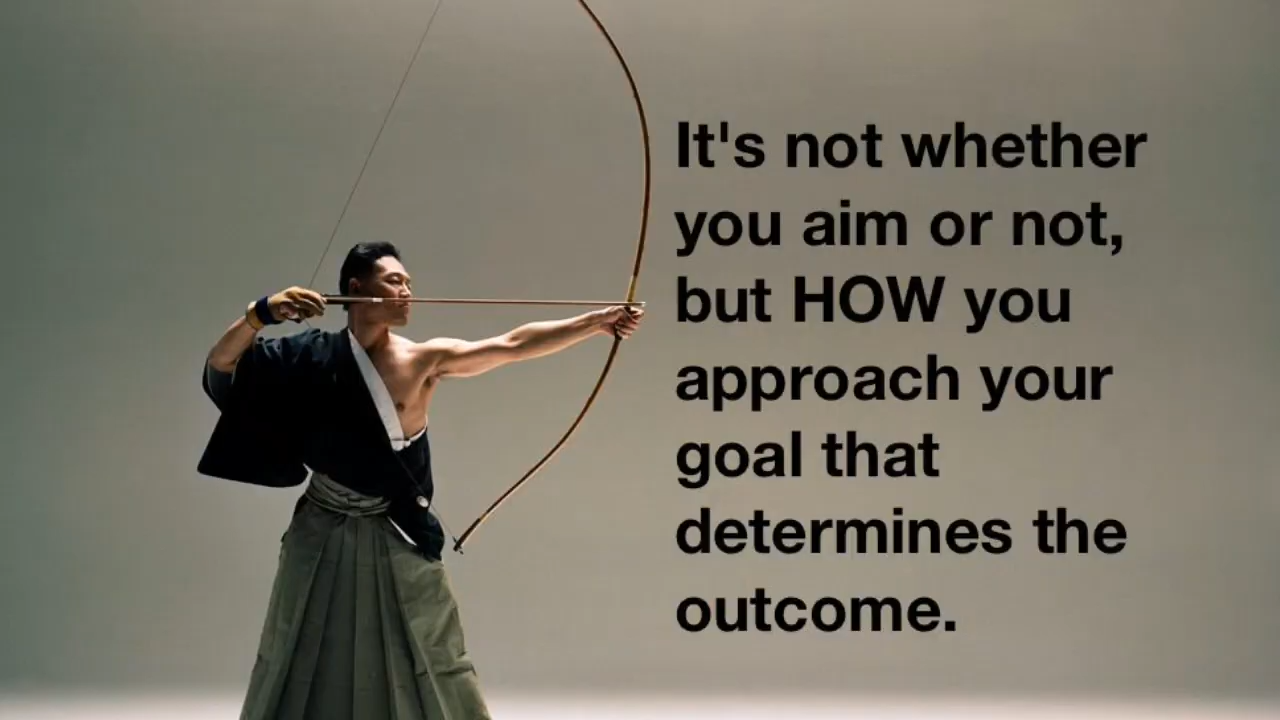 It's not whether
you aim or not,
but HOW you
approach your
goal that
determines the
outcome.